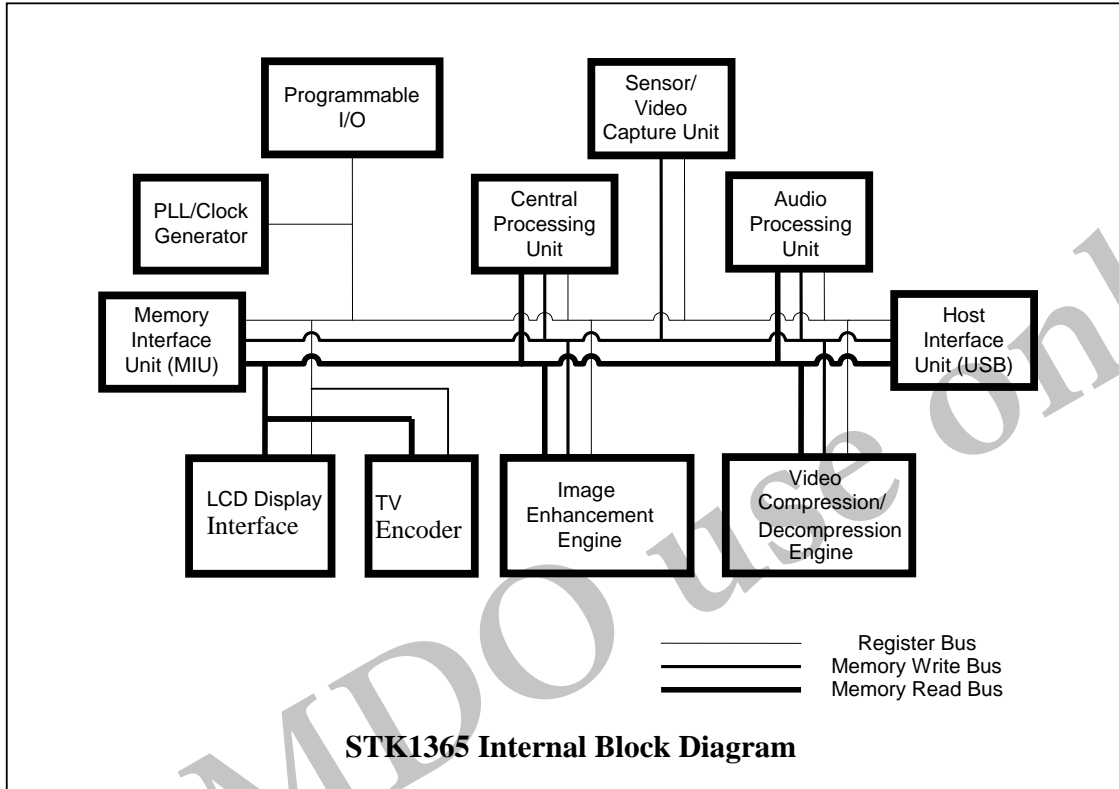 Programmable
I/O
Sensor/
Video
Capture Unit
PLL/Clock
Generator
Central
Processing
Unit
Audio
Processing
Unit
Memory
Interface
Unit (MIU)
Host
Interface
Unit (USB)
LCD Display
Interface
TV
Encoder
Image
Enhancement
Engine
Video
Compression/
Decompression
Engine
Register Bus
Memory Write Bus
Memory Read Bus
STK1365 Internal Block Diagram
MDO use onl